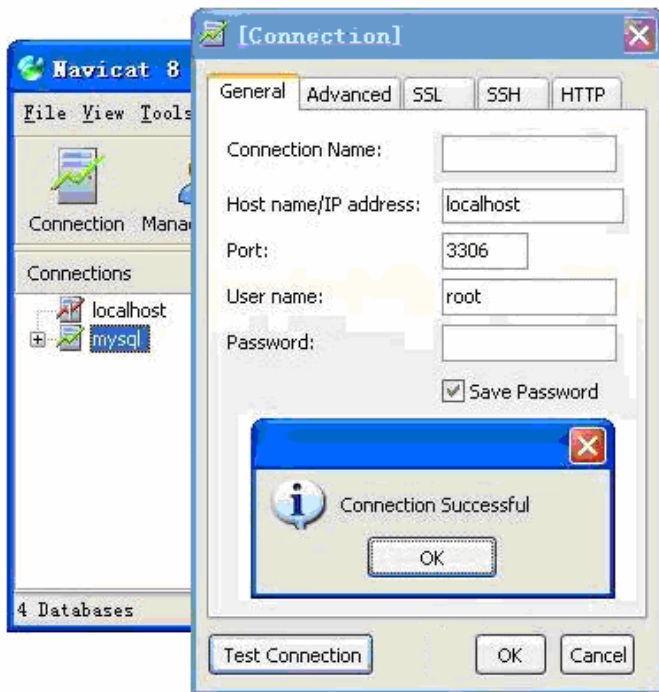 Navicat 8
File View Tools
Connection Mana
Connections
localhost
mysql
4 Databases
[Connection]
General Advanced SSL SSH HTTP
Connection Name:
Host name/IP address: localhost
Port: 3306
User name: root
Password:
Save Password
Connection Successful
OK
Test Connection OK Cancel